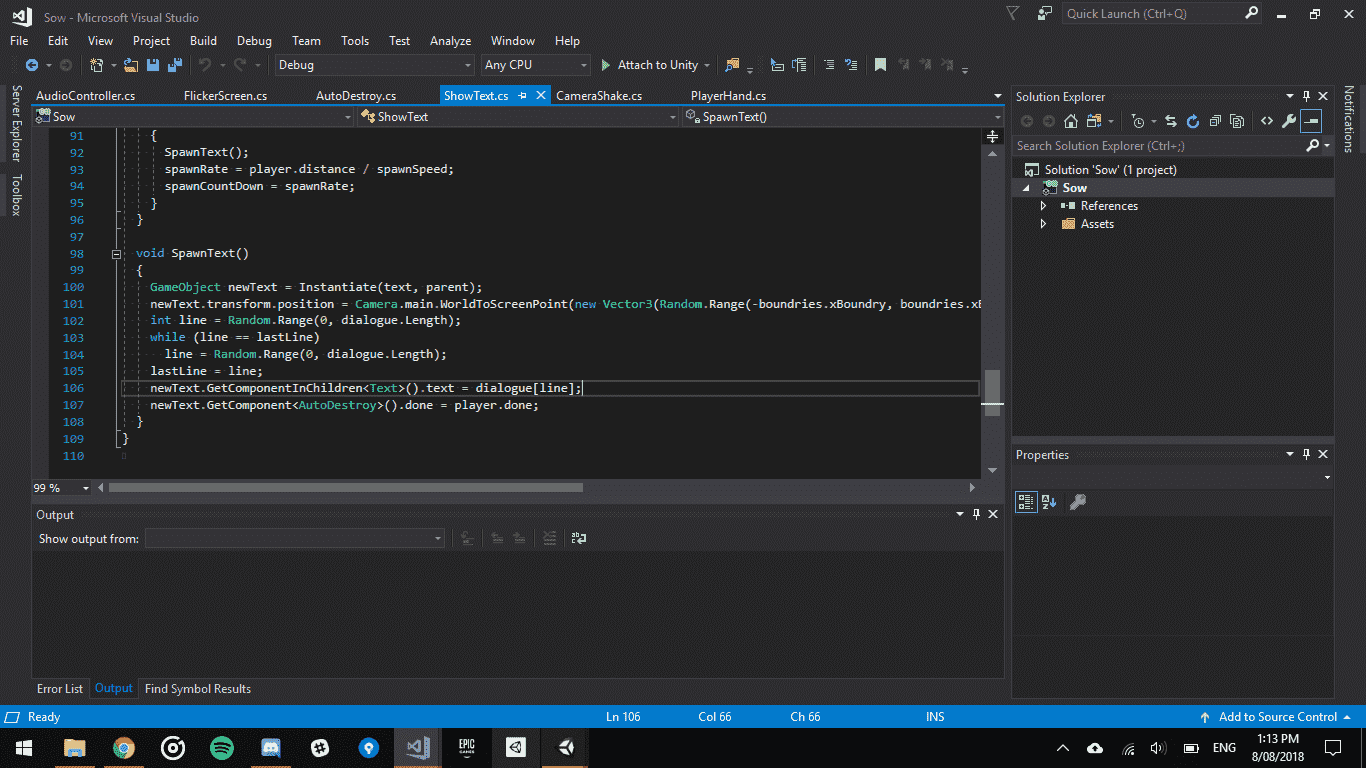 Sow - Microsoft Visual Studio
Quick Launch (Ctrl+Q)
File Edit View Project Build Debug Team Tools Test Analyze Window Help
Debug Any CPU Attach to Unity
Server Explorer
Toolbox
AudioController.cs FlickerScreen.cs AutoDestroy.cs ShowText.cs CameraShake.cs PlayerHand.cs
Sow ShowText SpawnText()
91 {
92 SpawnText();
93 spawnRate = player.distance / spawnSpeed;
94 spawnCountDown = spawnRate;
95 }
96 }
97
98 void SpawnText()
99 {
100 GameObject newText = Instantiate(text, parent);
101 newText.transform.position = Camera.main.WorldToScreenPoint(new Vector3(Random.Range(-boundries.xBoundry, boundries.xB
102 int line = Random.Range(0, dialogue.Length);
103 while (line == lastLine)
104 line = Random.Range(0, dialogue.Length);
105 lastLine = line;
106 newText.GetComponentInChildren<Text>().text = dialogue[line];
107 newText.GetComponent<AutoDestroy>().done = player.done;
108 }
109 }
110
99 %
Output
Show output from:
Error List Output Find Symbol Results
Solution Explorer
Search Solution Explorer (Ctrl+;)
Solution 'Sow' (1 project)
Sow
References
Assets
Properties
Notifications
Ready Ln 106 Col 66 Ch 66 INS Add to Source Control
EPIC
GAMES
ENG
1:13 PM
8/08/2018